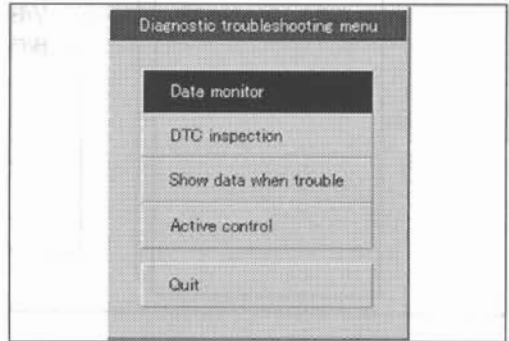 Diagnostic troubleshooting menu
Data monitor
DTC inspection
Show data when trouble
Active control
Quit